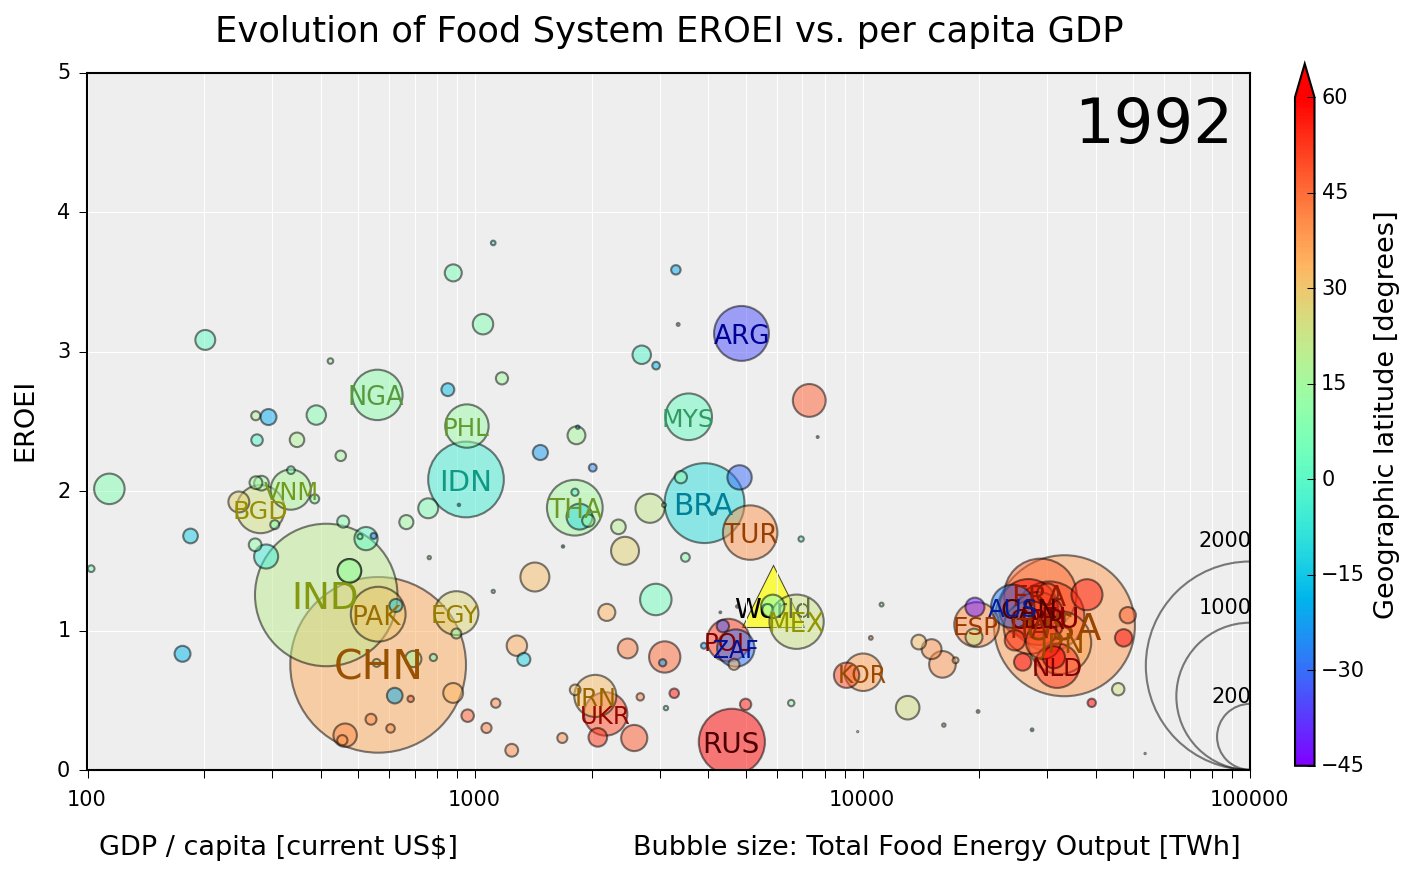 Evolution of Food System EROEI vs. per capita GDP
1992
5
4
3
2
1
0
EROEI
ARG
NGA
MYS
PHL
IDN
VNM
BGD
THA
BRA
TUR
IND
PAK
EGY
MEX
CHN
POL
ZAF
AUS
ESP
KOR
NLD
IRN
UKR
RUS
2000
1000
200
100
1000
10000
100000
GDP / capita [current US$]
Bubble size: Total Food Energy Output [TWh]
60
45
30
15
0
−15
−30
−45
Geographic latitude [degrees]